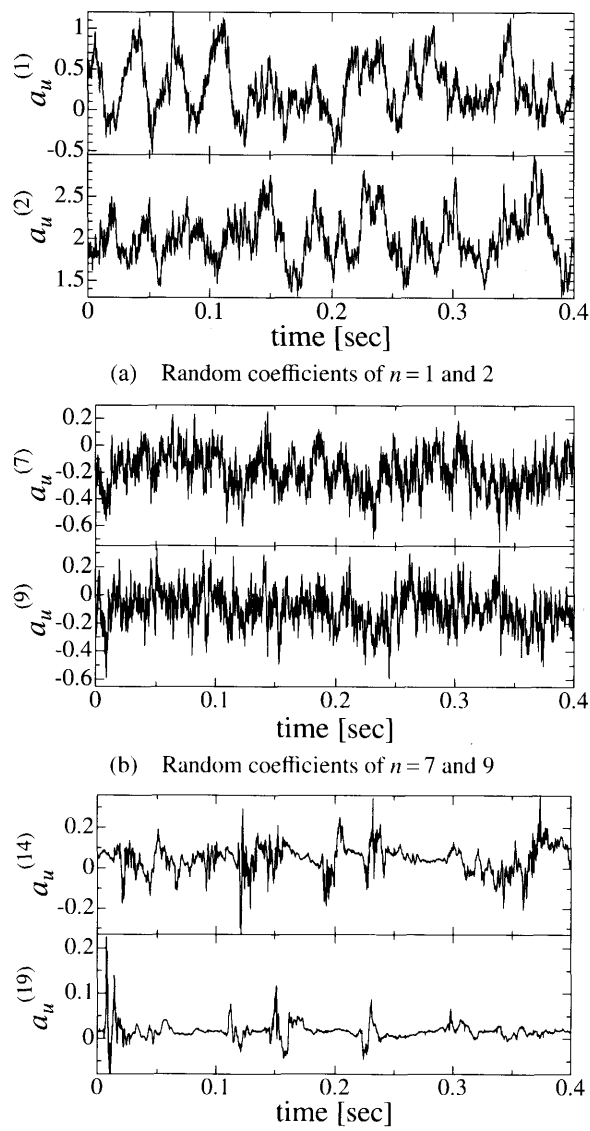 a_u^(1)
1
0.5
0
-0.5
a_u^(2)
2.5
2
1.5
0 0.1 0.2 0.3 0.4
time [sec]
(a) Random coefficients of n = 1 and 2
a_u^(7)
0.2
0
-0.2
-0.4
-0.6
a_u^(9)
0.2
0
-0.2
-0.4
-0.6
0 0.1 0.2 0.3 0.4
time [sec]
(b) Random coefficients of n = 7 and 9
a_u^(14)
0.2
0
-0.2
a_u^(19)
0.2
0.1
0
0 0.1 0.2 0.3 0.4
time [sec]